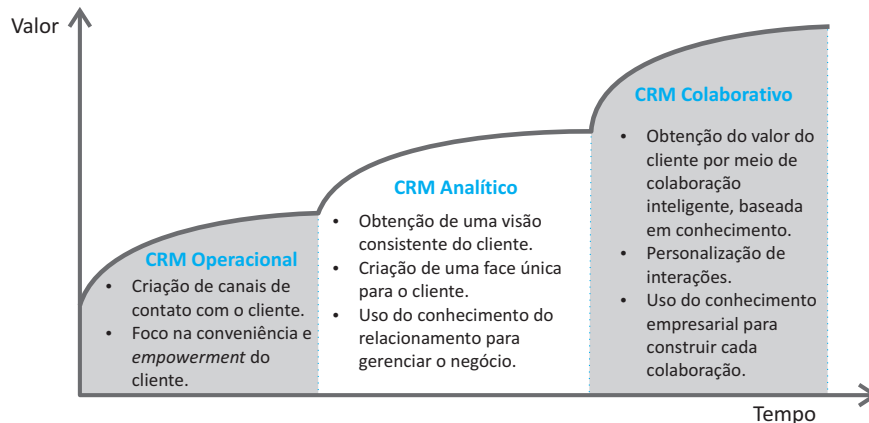 Valor
CRM Operacional
• Criação de canais de
contato com o cliente.
• Foco na conveniência e
empowerment do
cliente.
CRM Analítico
• Obtenção de uma visão
consistente do cliente.
• Criação de uma face única
para o cliente.
• Uso do conhecimento do
relacionamento para
gerenciar o negócio.
CRM Colaborativo
• Obtenção do valor do
cliente por meio de
colaboração
inteligente, baseada
em conhecimento.
• Personalização de
interações.
• Uso do conhecimento
empresarial para
construir cada
colaboração.
Tempo